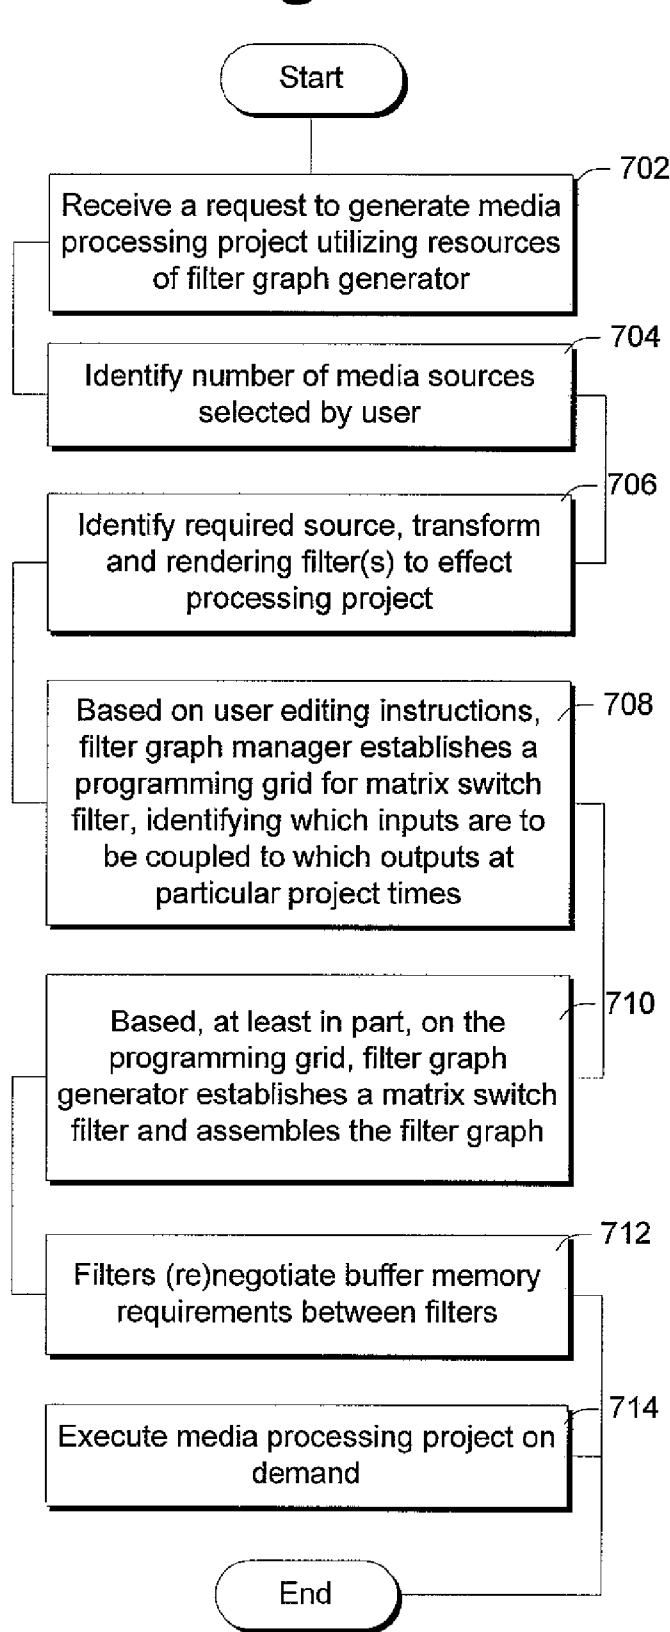 Start
702
Receive a request to generate media
processing project utilizing resources
of filter graph generator
704
Identify number of media sources
selected by user
706
Identify required source, transform
and rendering filter(s) to effect
processing project
708
Based on user editing instructions,
filter graph manager establishes a
programming grid for matrix switch
filter, identifying which inputs are to
be coupled to which outputs at
particular project times
710
Based, at least in part, on the
programming grid, filter graph
generator establishes a matrix switch
filter and assembles the filter graph
712
Filters (re)negotiate buffer memory
requirements between filters
714
Execute media processing project on
demand
End